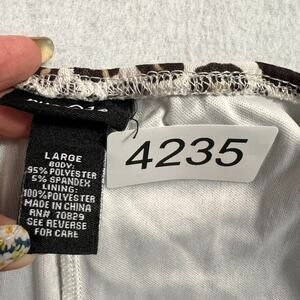 LARGE
BODY:
95% POLYESTER
5% SPANDEX
LINING:
100% POLYESTER
MADE IN CHINA
RN# 70829
SEE REVERSE
FOR CARE
4235